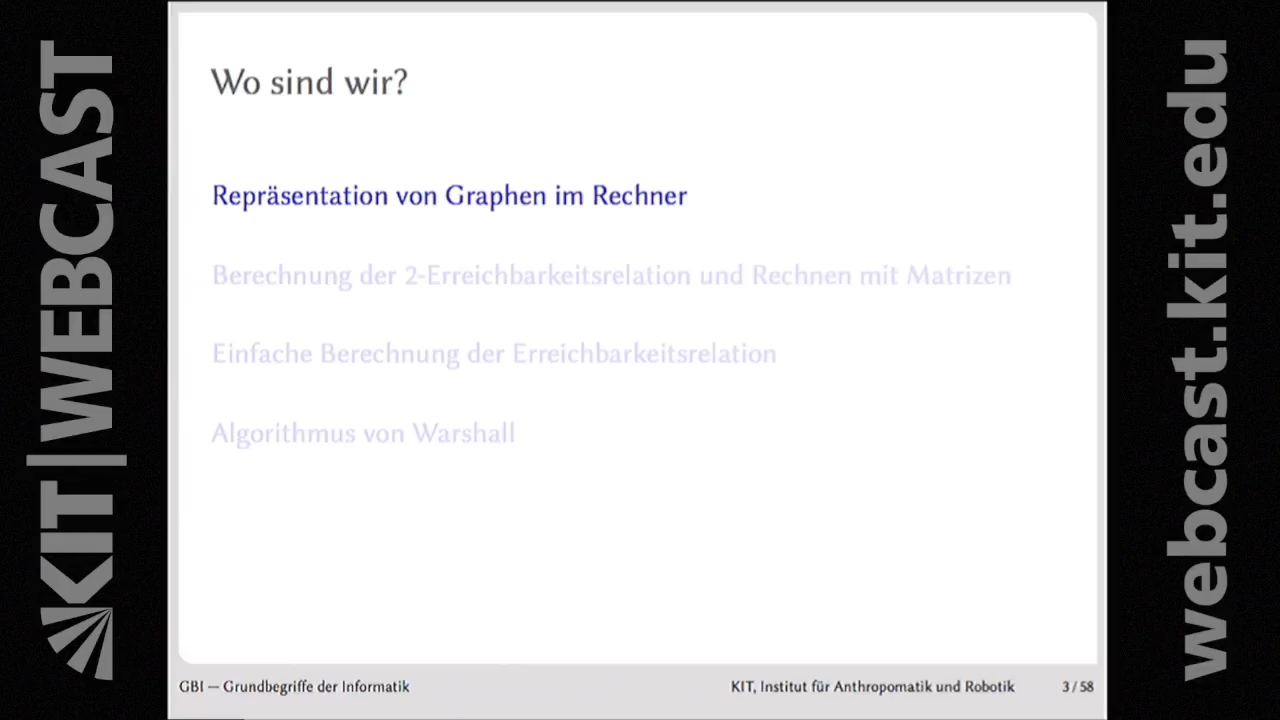 KIT|WEBCAST
Wo sind wir?
Repräsentation von Graphen im Rechner
Berechnung der 2-Erreichbarkeitsrelation und Rechnen mit Matrizen
Einfache Berechnung der Erreichbarkeitsrelation
Algorithmus von Warshall
GBI — Grundbegriffe der Informatik
KIT, Institut für Anthropomatik und Robotik
3 / 58
webcast.kit.edu